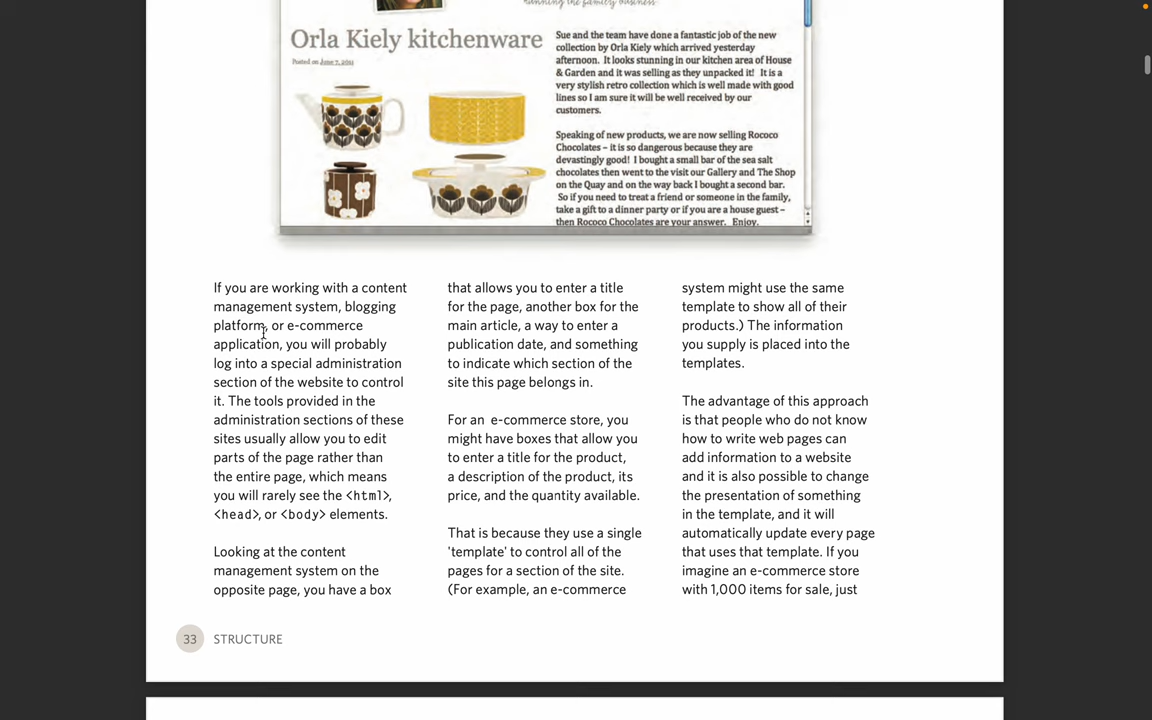 running the family business
Orla Kiely kitchenware
Posted on June 7, 2011
Sue and the team have done a fantastic job of the new
collection by Orla Kiely which arrived yesterday
afternoon.  It looks stunning in our kitchen area of House
& Garden and it was selling as they unpacked it!  It is a
very stylish retro collection which is well made with good
lines so I am sure it will be well received by our
customers.
Speaking of new products, we are now selling Rococo
Chocolates – it is so dangerous because they are
devastingly good!  I bought a small bar of the sea salt
chocolates then went to the visit our Gallery and The Shop
on the Quay and on the way back I bought a second bar.
So if you need to treat a friend or someone in the family,
take a gift to a dinner party or if you are a house guest –
then Rococo Chocolates are your answer.  Enjoy.
If you are working with a content
management system, blogging
platform, or e-commerce
application, you will probably
log into a special administration
section of the website to control
it. The tools provided in the
administration sections of these
sites usually allow you to edit
parts of the page rather than
the entire page, which means
you will rarely see the <html>,
<head>, or <body> elements.
Looking at the content
management system on the
opposite page, you have a box
that allows you to enter a title
for the page, another box for the
main article, a way to enter a
publication date, and something
to indicate which section of the
site this page belongs in.
For an  e-commerce store, you
might have boxes that allow you
to enter a title for the product,
a description of the product, its
price, and the quantity available.
That is because they use a single
'template' to control all of the
pages for a section of the site.
(For example, an e-commerce
system might use the same
template to show all of their
products.) The information
you supply is placed into the
templates.
The advantage of this approach
is that people who do not know
how to write web pages can
add information to a website
and it is also possible to change
the presentation of something
in the template, and it will
automatically update every page
that uses that template. If you
imagine an e-commerce store
with 1,000 items for sale, just
33 STRUCTURE